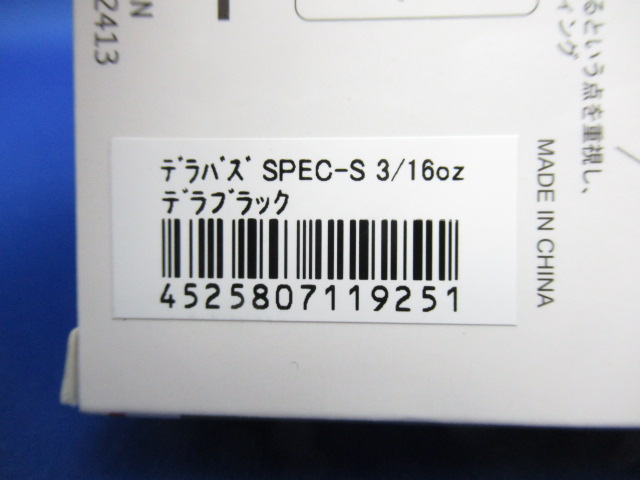 ﾃﾞﾗﾊﾞｽﾞ SPEC-S 3/16oz
デラブラック
4525807119251
MADE IN CHINA
るという点を重視し、
ィング
2413